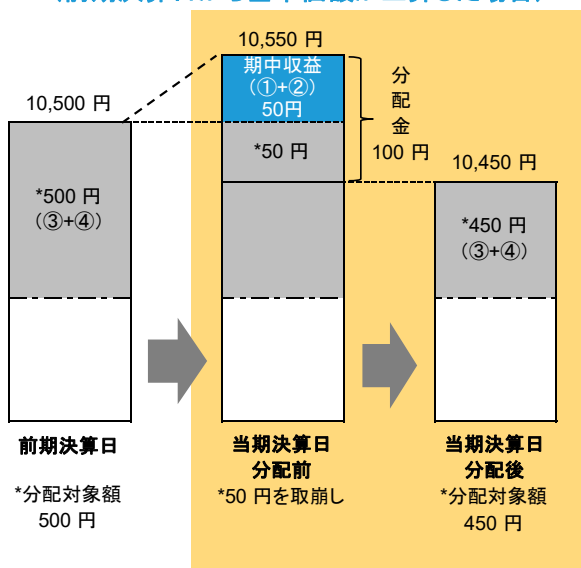 10,550 円
期中収益
（①+②）
50円
分
配
金
100 円
10,500 円
*50 円
10,450 円
*500 円
（③+④）
*450 円
（③+④）
前期決算日
当期決算日
分配前
当期決算日
分配後
*分配対象額
500 円
*50 円を取崩し
*分配対象額
450 円